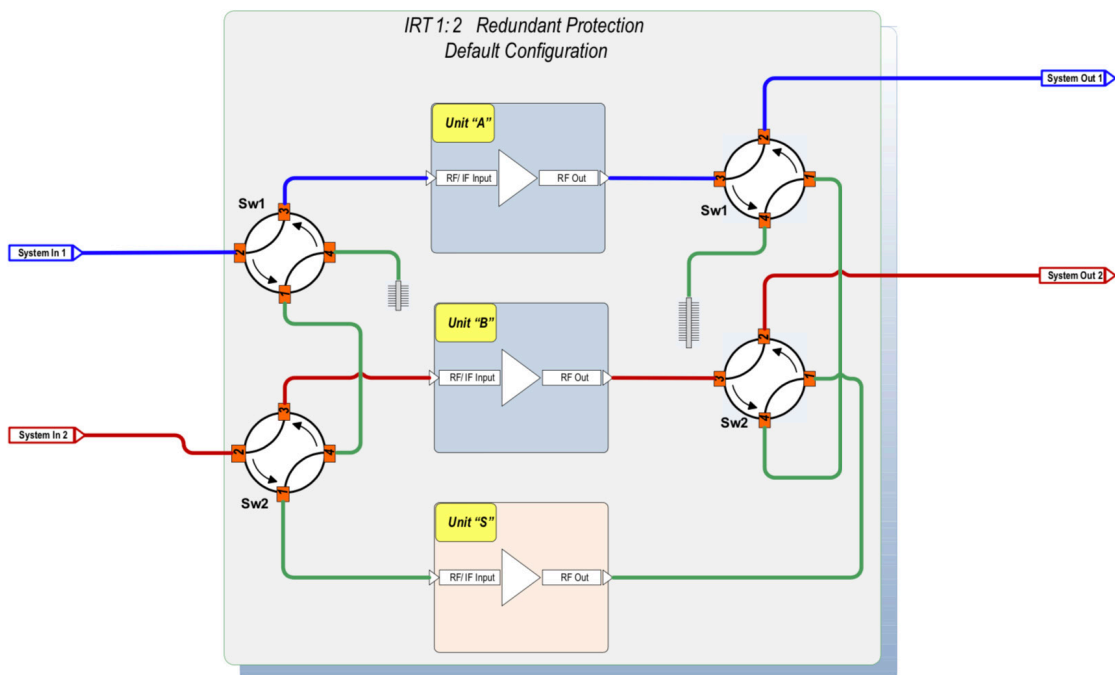 IRT 1: 2 Redundant Protection
Default Configuration
System Out 1
Unit “A”
2
RF/ IF Input
RF Out
3
1
Sw1
3
Sw1
4
System In 1
2
4
System Out 2
1
Unit “B”
2
RF/ IF Input
RF Out
3
1
3
4
Sw2
System In 2
2
4
1
Sw2
Unit “S”
RF/ IF Input
RF Out